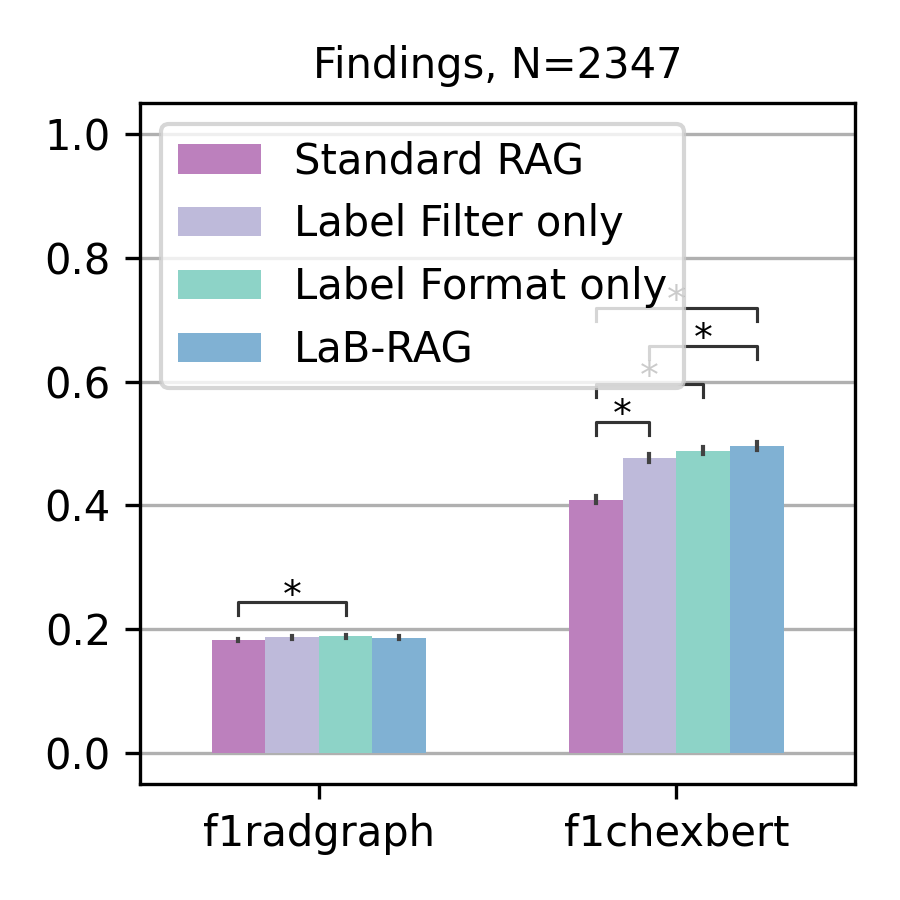 Findings, N=2347
1.0
0.8
0.6
0.4
0.2
0.0
Standard RAG
Label Filter only
Label Format only
LaB-RAG
*
*
*
*
*
f1radgraph
f1chexbert